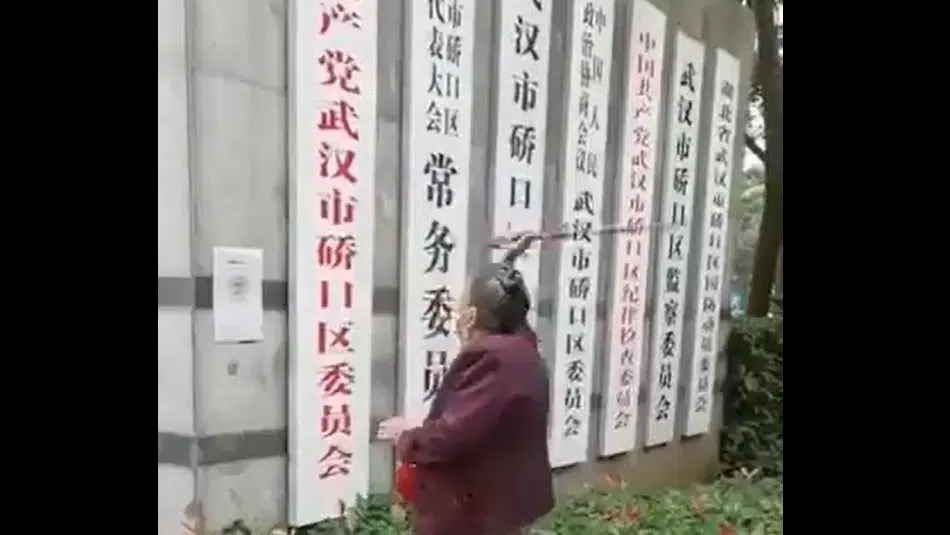 产党武汉市硚口区委员会
市硚口区
代表大会
常务委员
汉市硚口
中国人民
政治协商会议
武汉市硚口区委员会
中国共产党武汉市硚口区纪律检查委员会
武汉市硚口区监察委员会
湖北省武汉市硚口区国防动员委员会